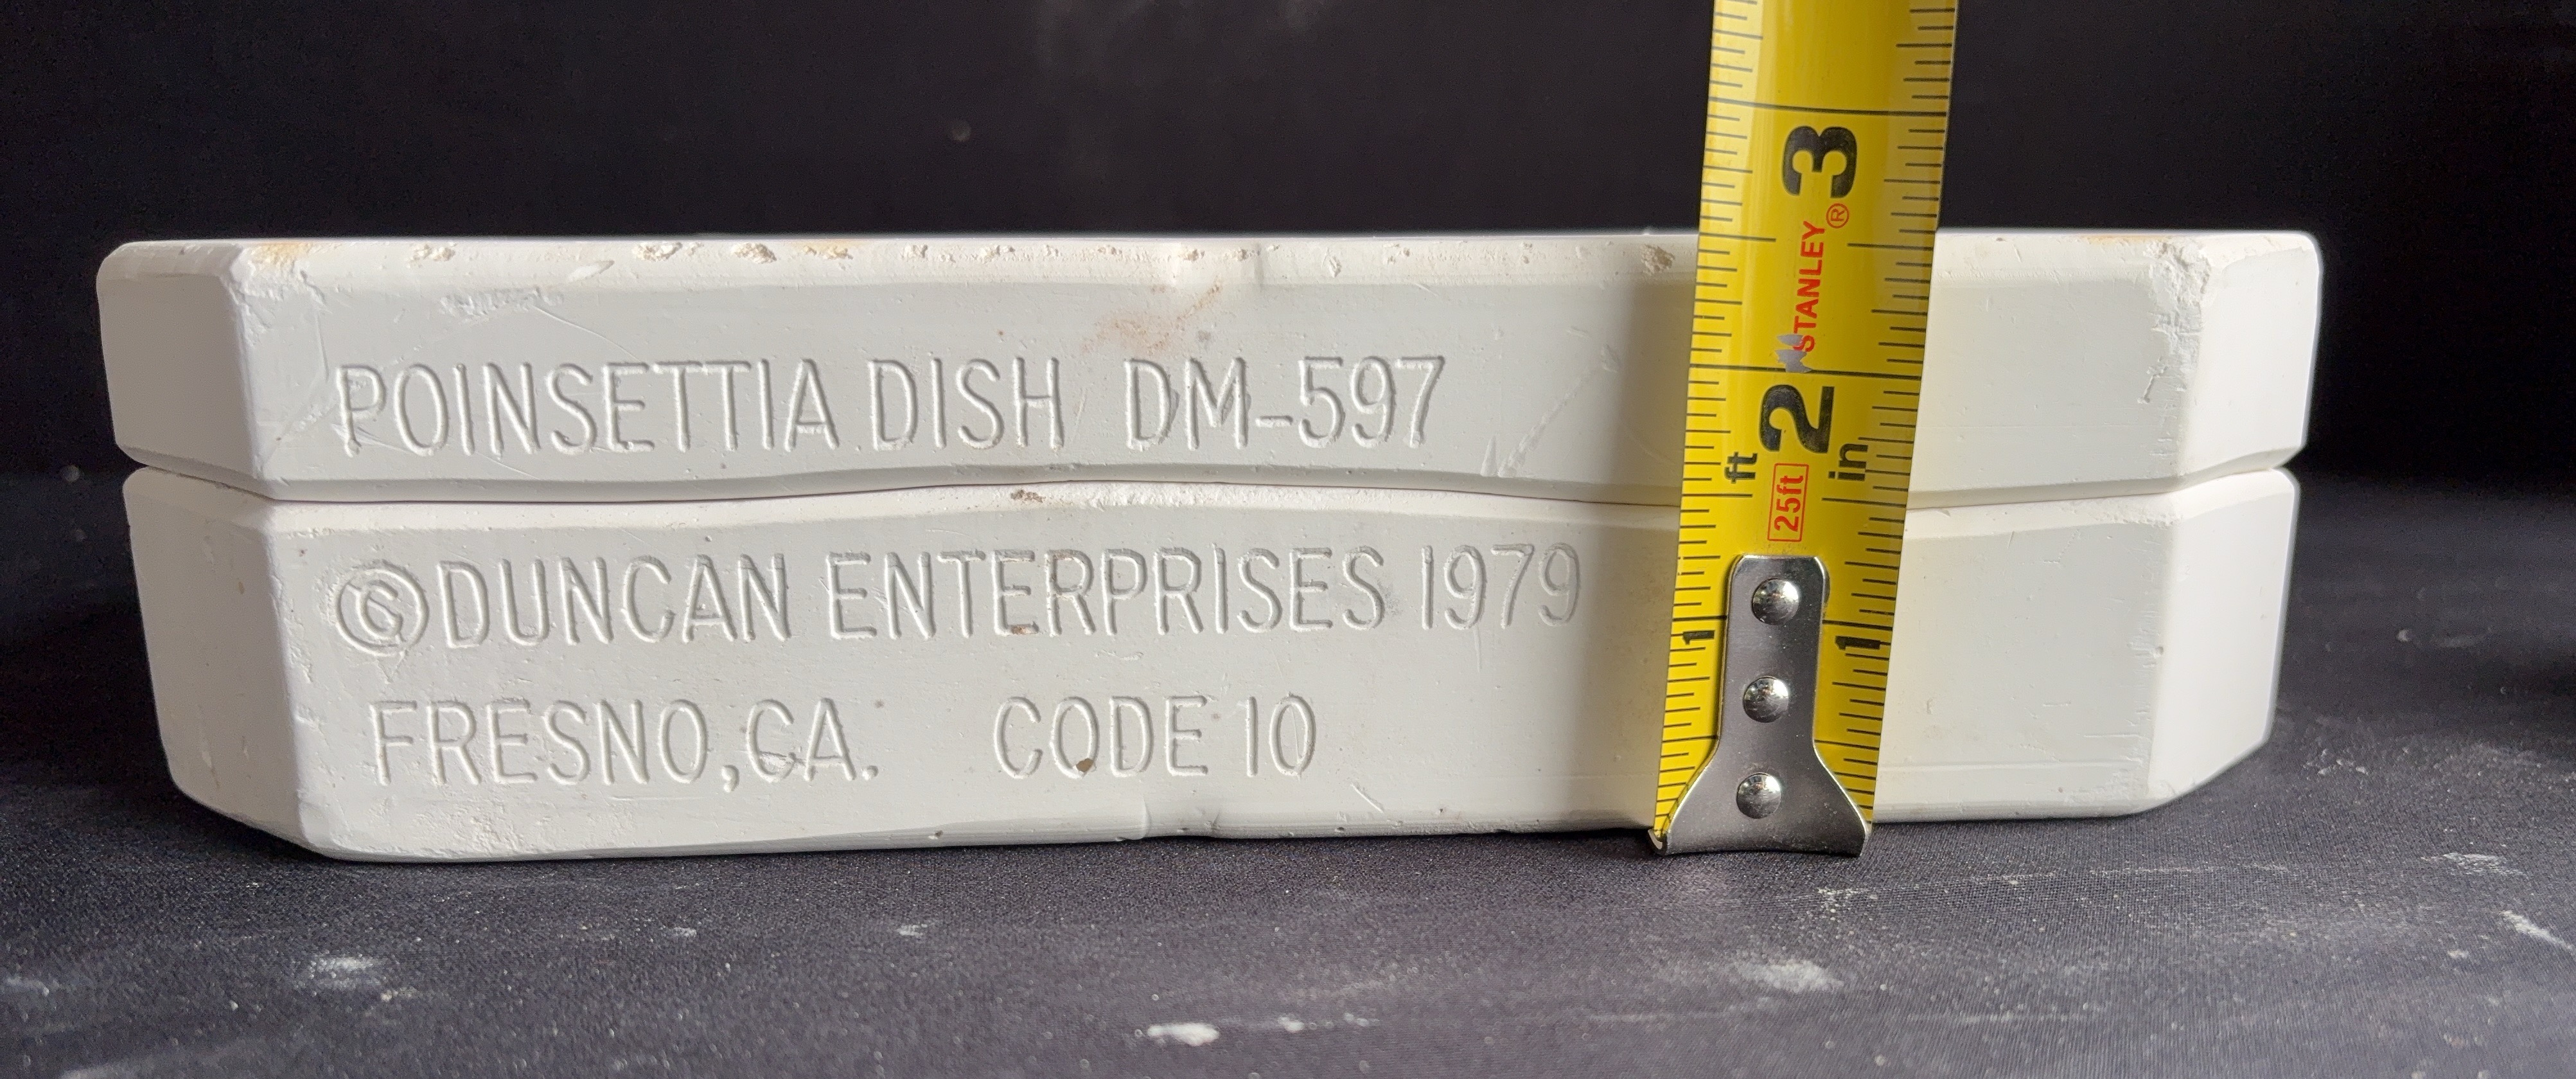 POINSETTIA DISH DM-597
©DUNCAN ENTERPRISES 1979
FRESNO, CA. CODE 10
3
STANLEY®
2
ft
in
25ft
1
1